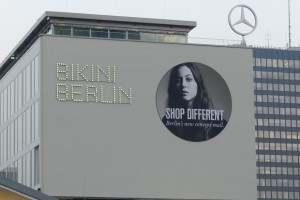 BIKINI
BERLIN
SHOP DIFFERENT
Berlin's new concept mall.